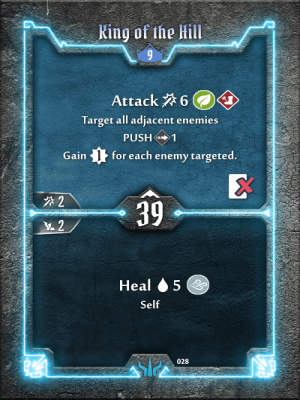 King of the Hill
9
Attack 6
Target all adjacent enemies
PUSH 1
Gain 1 for each enemy targeted.
2
39
2
Heal 5
Self
028